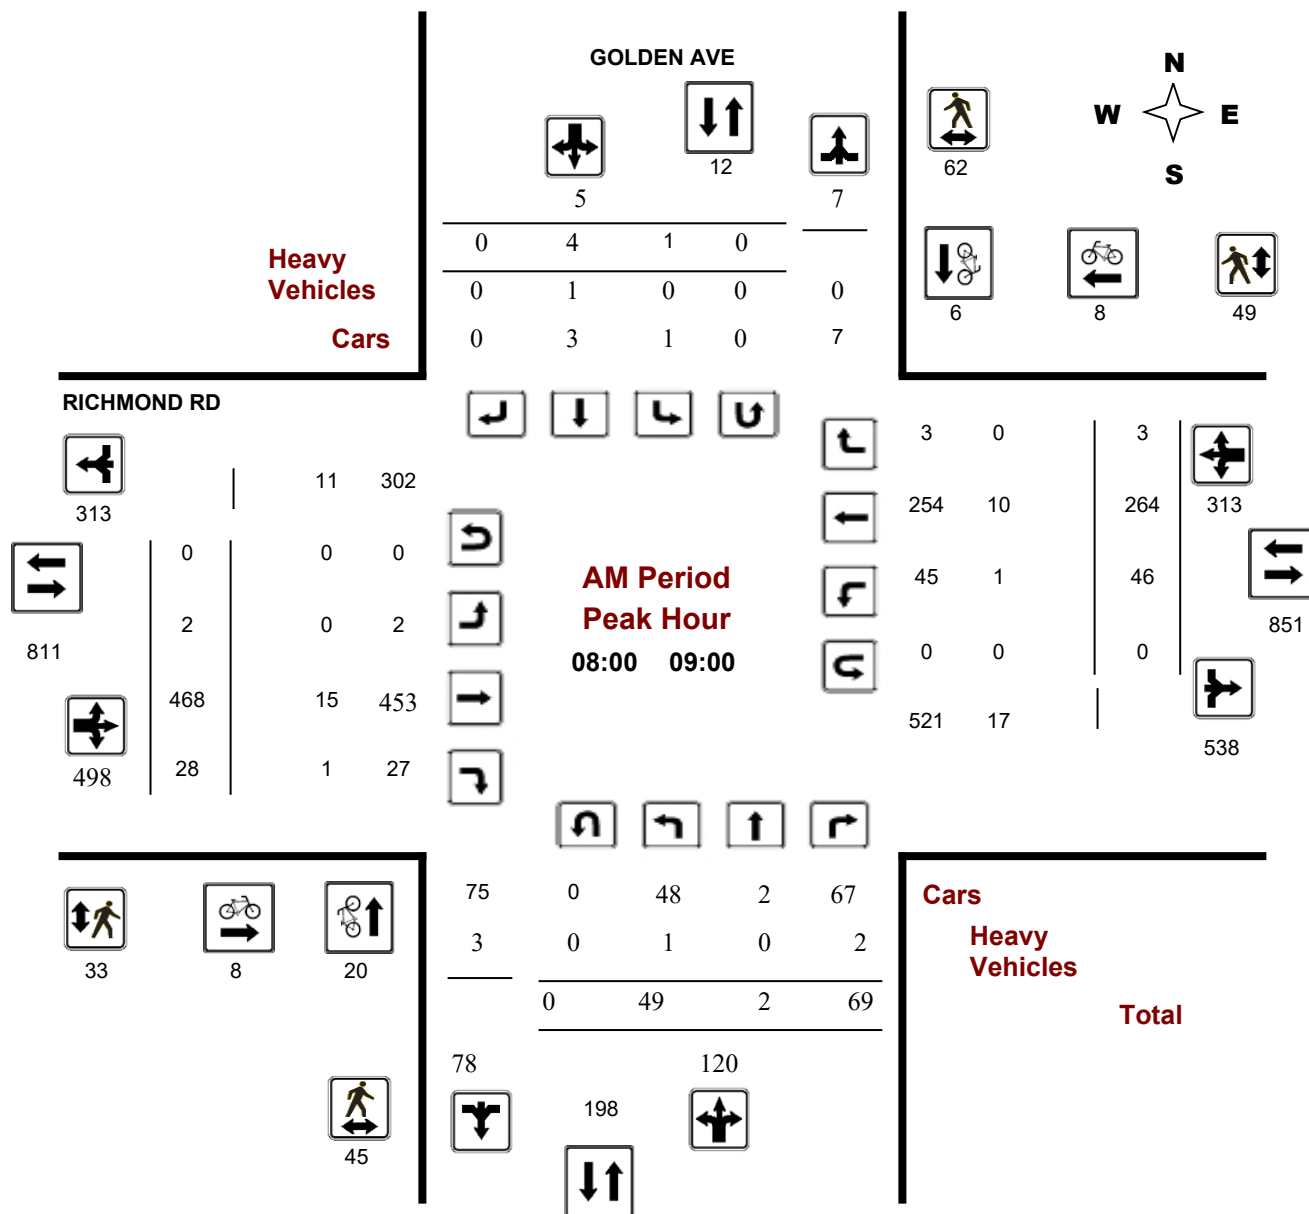 GOLDEN AVE
N
W E
S
12
62
5 7
0 4 1 0
Heavy
Vehicles
0 1 0 0 0
Cars
0 3 1 0 7
6 8 49
RICHMOND RD
3 0 3
11 302
313
254 10 264 313
0 0 0
AM Period
45 1 46
Peak Hour
2 0 2
851
811
08:00 09:00
0 0 0
468 15 453
521 17
538
498
28 1 27
75 0 48 2 67
Cars
3 0 1 0 2
Heavy
Vehicles
33 8 20
0 49 2 69
Total
78 120
198
45